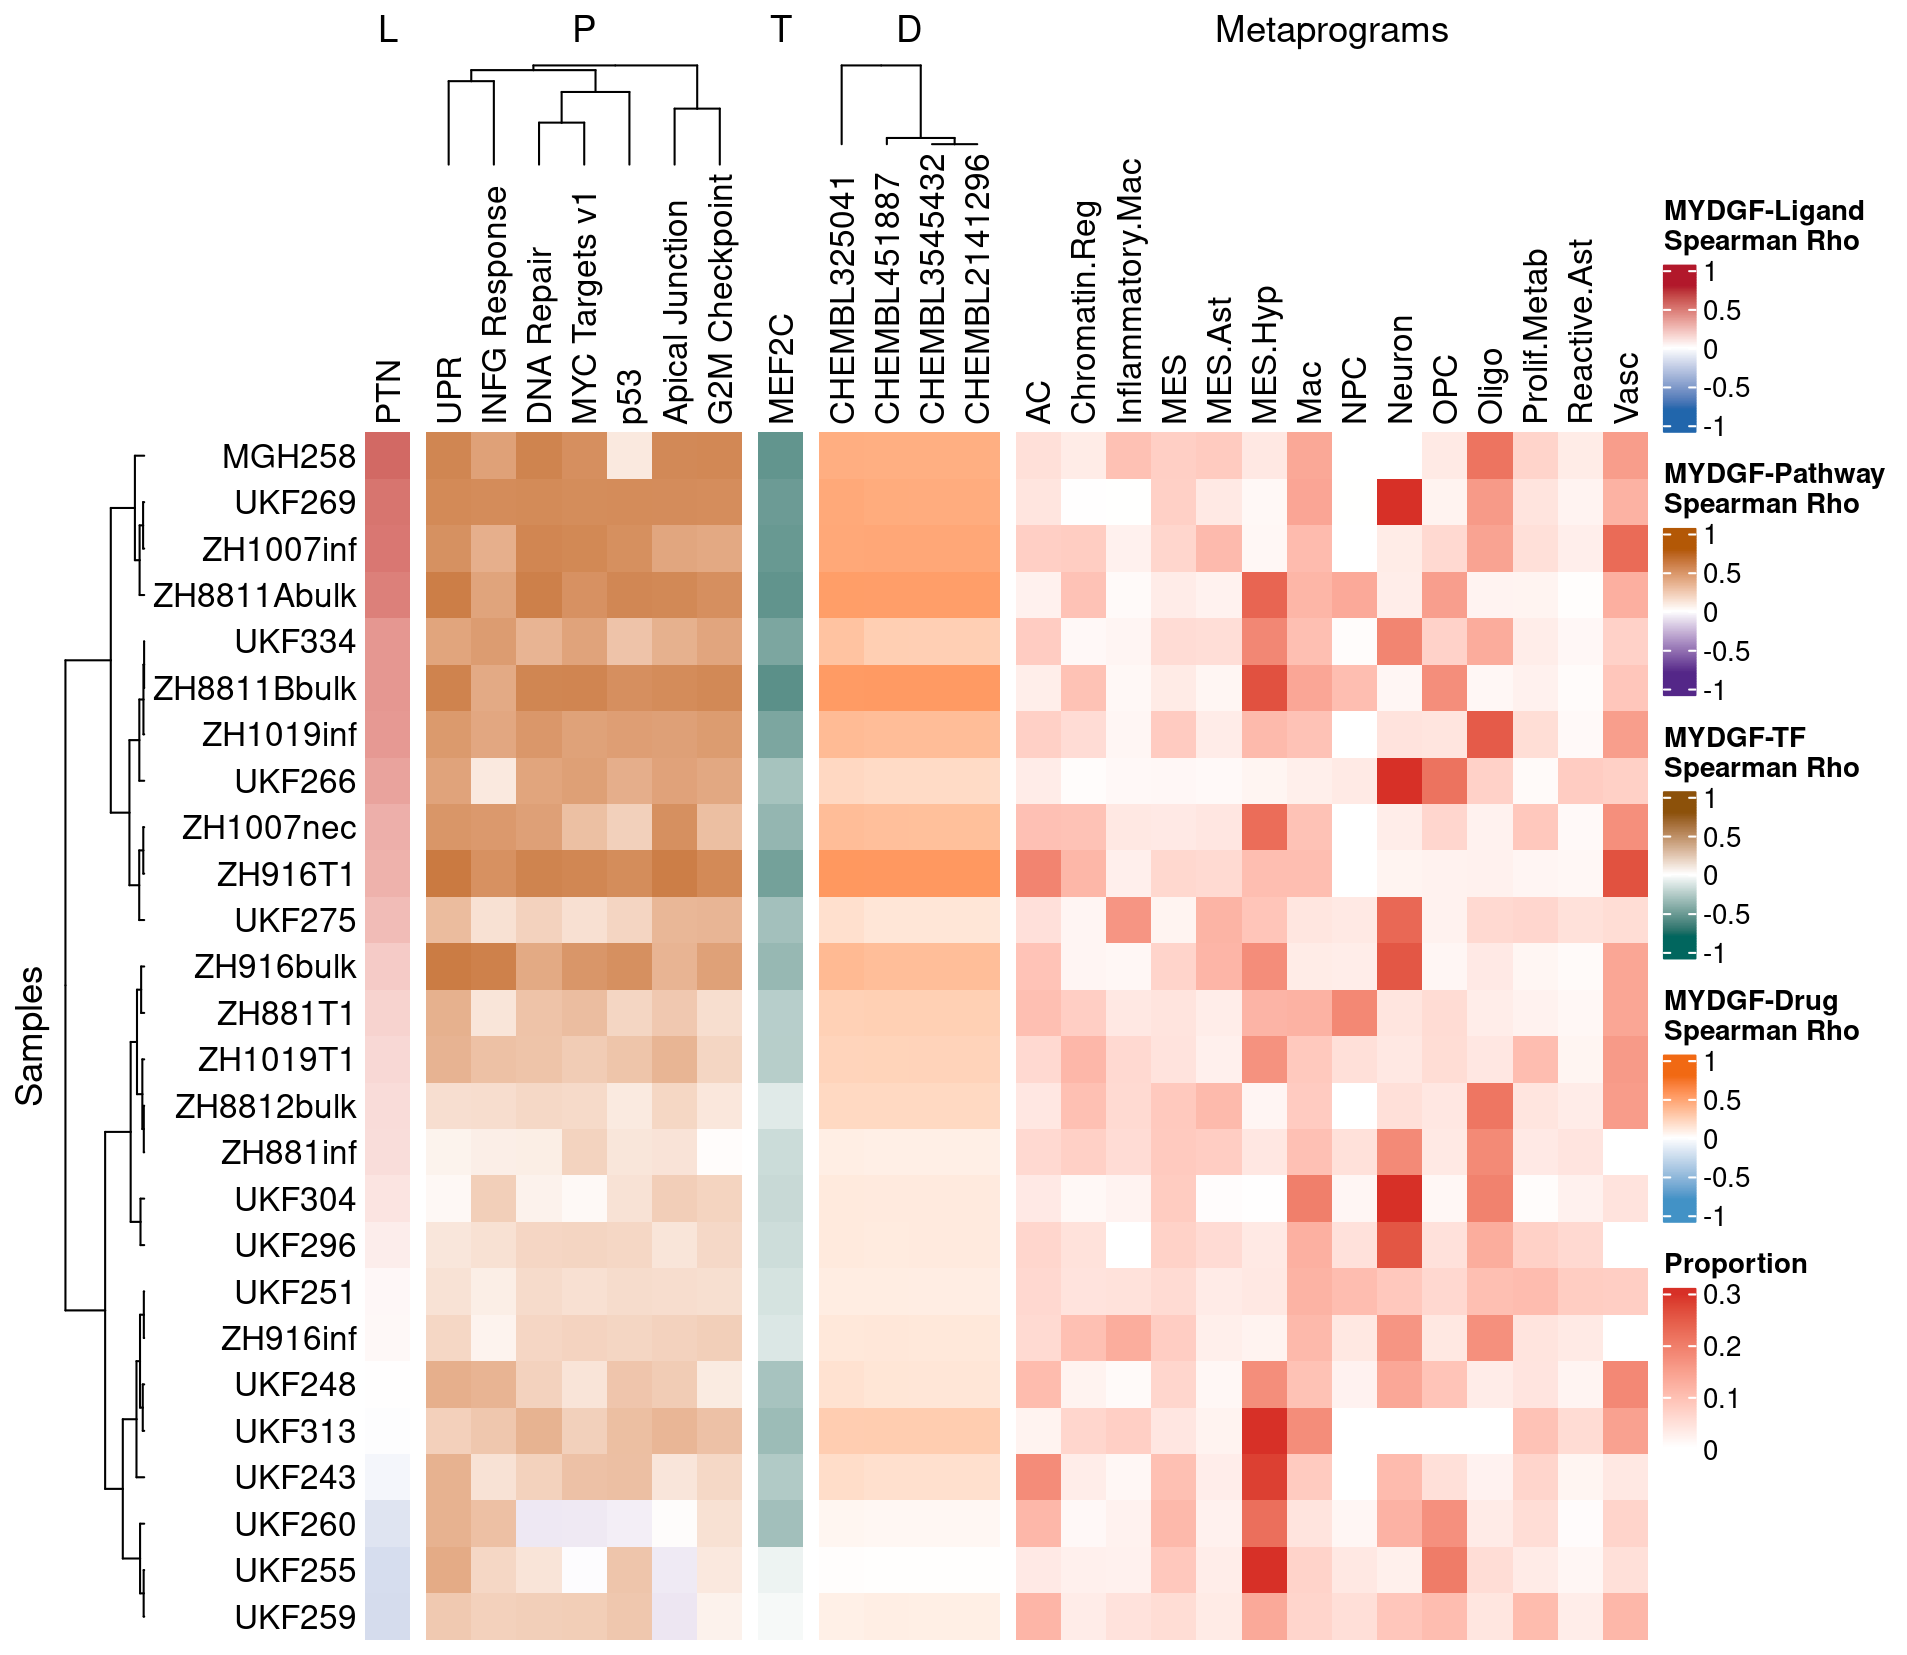 L P T D Metaprograms
PTN
UPR
INFG Response
DNA Repair
MYC Targets v1
p53
Apical Junction
G2M Checkpoint
MEF2C
CHEMBL325041
CHEMBL451887
CHEMBL3545432
CHEMBL2141296
AC
Chromatin.Reg
Inflammatory.Mac
MES
MES.Ast
MES.Hyp
Mac
NPC
Neuron
OPC
Oligo
Prolif.Metab
Reactive.Ast
Vasc
Samples
MGH258
UKF269
ZH1007inf
ZH8811Abulk
UKF334
ZH8811Bbulk
ZH1019inf
UKF266
ZH1007nec
ZH916T1
UKF275
ZH916bulk
ZH881T1
ZH1019T1
ZH8812bulk
ZH881inf
UKF304
UKF296
UKF251
ZH916inf
UKF248
UKF313
UKF243
UKF260
UKF255
UKF259
MYDGF-Ligand
Spearman Rho
1
0.5
0
-0.5
-1
MYDGF-Pathway
Spearman Rho
1
0.5
0
-0.5
-1
MYDGF-TF
Spearman Rho
1
0.5
0
-0.5
-1
MYDGF-Drug
Spearman Rho
1
0.5
0
-0.5
-1
Proportion
0.3
0.2
0.1
0